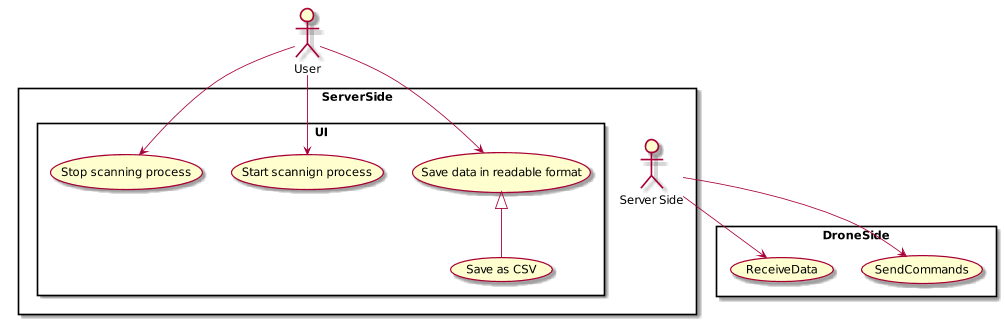 User
ServerSide
UI
Stop scanning process
Start scannign process
Save data in readable format
Save as CSV
Server Side
DroneSide
ReceiveData
SendCommands